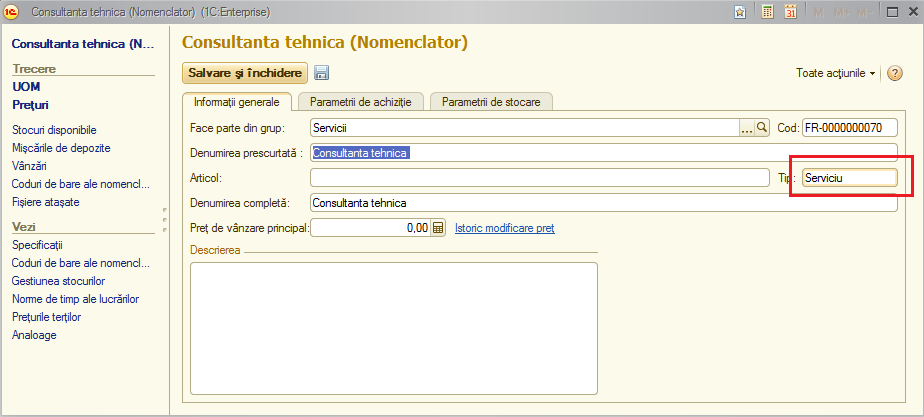 Consultanta tehnica (Nomenclator) (1C:Enterprise)
M M+ M-
Consultanta tehnica (N...
Trecere
UOM
Prețuri
Stocuri disponibile
Mișcările de depozite
Vânzări
Coduri de bare ale nomencl...
Fișiere atașate
Vezi
Specificații
Coduri de bare ale nomencl...
Gestiunea stocurilor
Norme de timp ale lucrărilor
Prețurile terților
Analoage
Consultanta tehnica (Nomenclator)
Salvare și închidere
Toate acțiunile
Informații generale
Parametrii de achiziție
Parametrii de stocare
Face parte din grup: Servicii ... Cod: FR-0000000070
Denumirea prescurtată : Consultanta tehnica
Articol: Tip: Serviciu
Denumirea completă: Consultanta tehnica
Preț de vânzare principal: 0,00 Istoric modificare preț
Descrierea